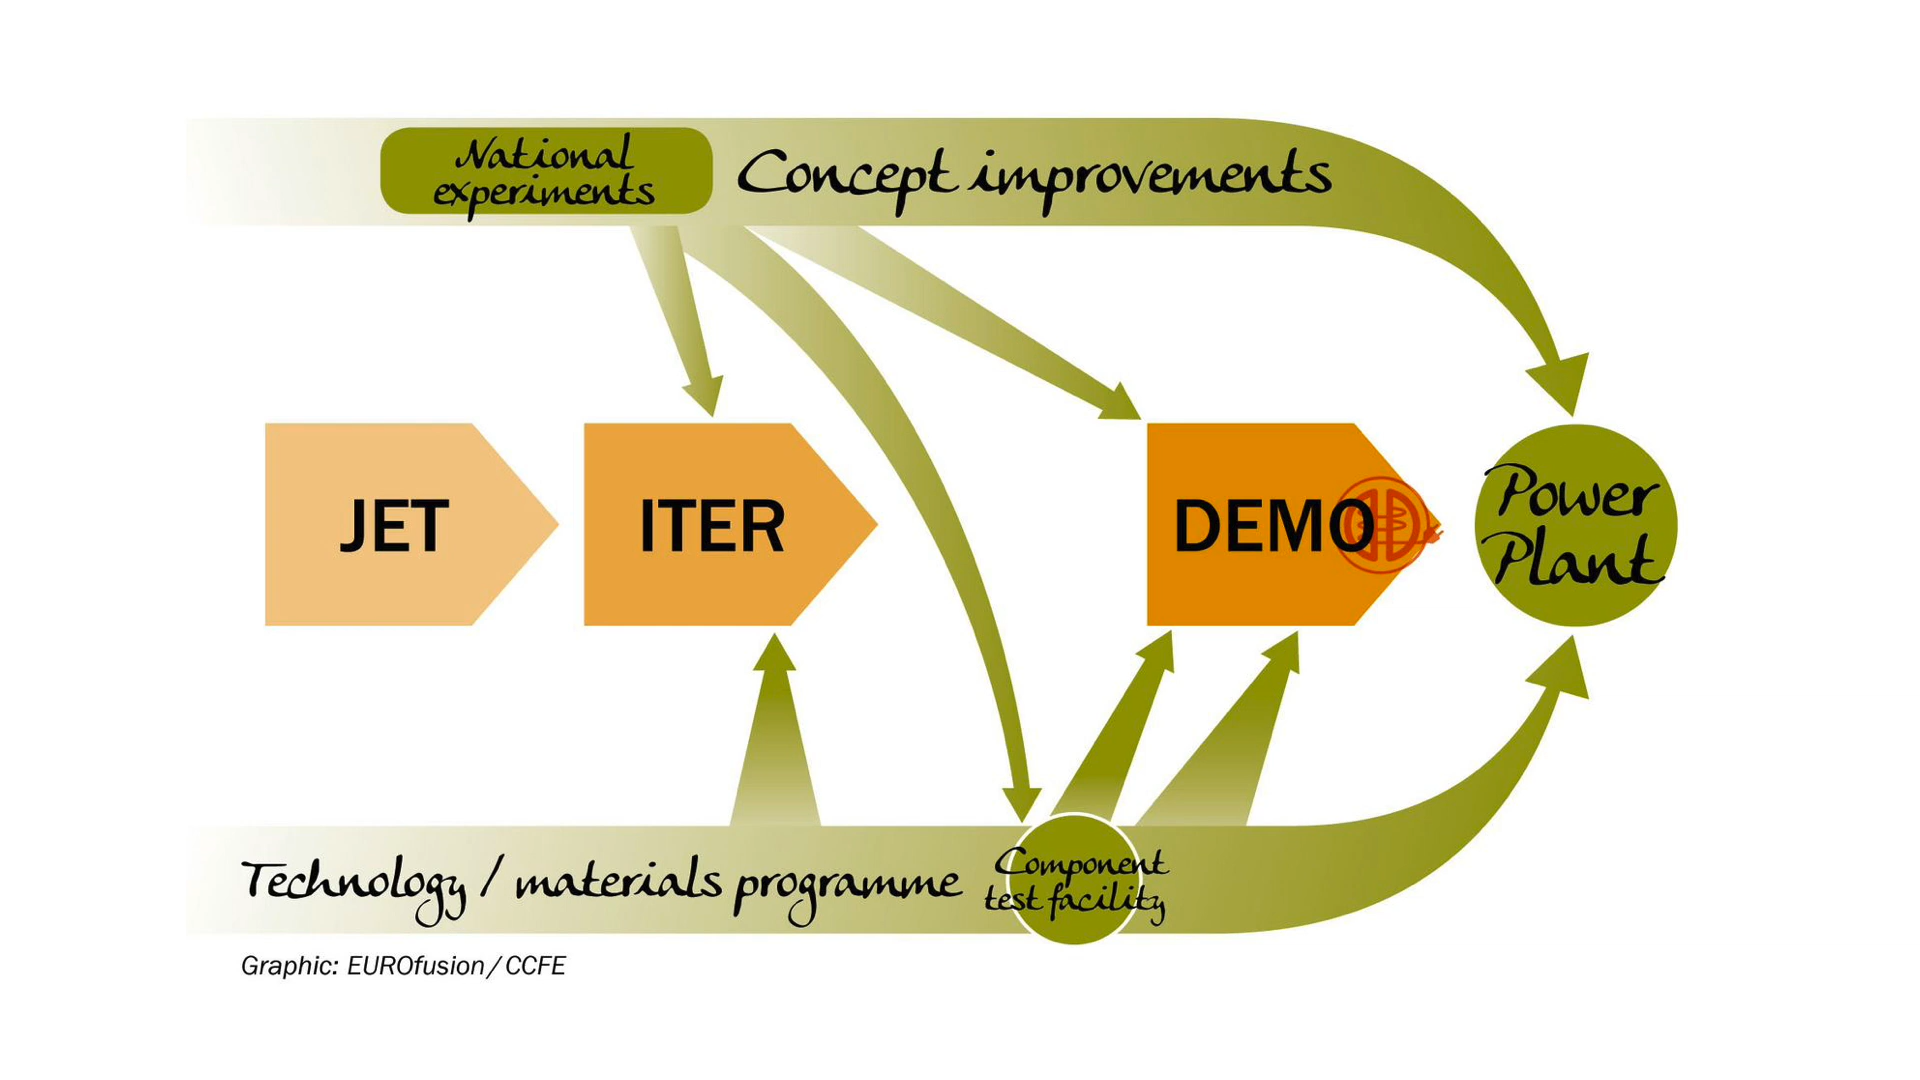 National
experiments
Concept improvements
JET
ITER
DEMO
Power
Plant
Technology / materials programme
Component
test facility
Graphic: EUROfusion / CCFE